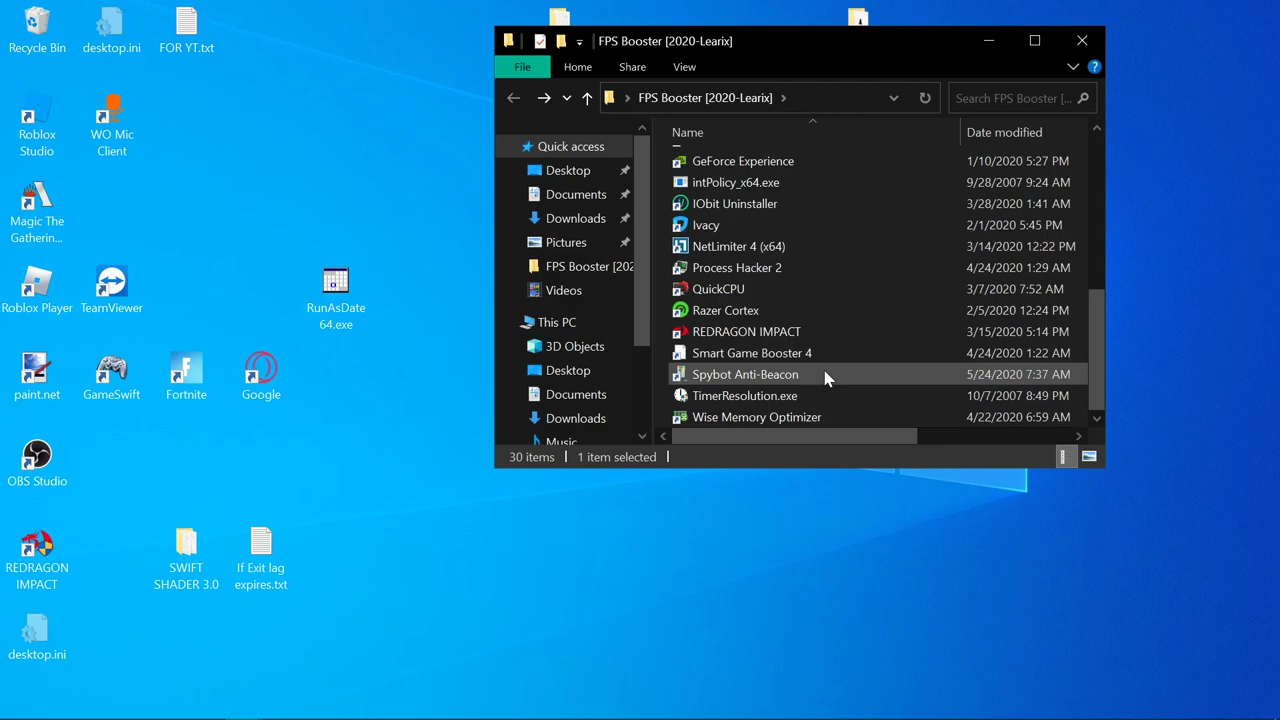 Recycle Bin
desktop.ini
FOR YT.txt
Roblox
Studio
WO Mic
Client
Magic The
Gatherin...
Roblox Player
TeamViewer
RunAsDate
64.exe
paint.net
GameSwift
Fortnite
Google
OBS Studio
REDRAGON
IMPACT
SWIFT
SHADER 3.0
If Exit lag
expires.txt
desktop.ini
FPS Booster [2020-Learix]
File
Home
Share
View
FPS Booster [2020-Learix]
Search FPS Booster [...
Quick access
Desktop
Documents
Downloads
Pictures
FPS Booster [202
Videos
This PC
3D Objects
Desktop
Documents
Downloads
Music
Name Date modified
GeForce Experience 1/10/2020 5:27 PM
intPolicy_x64.exe 9/28/2007 9:24 AM
IObit Uninstaller 3/28/2020 1:41 AM
Ivacy 2/1/2020 5:45 PM
NetLimiter 4 (x64) 3/14/2020 12:22 PM
Process Hacker 2 4/24/2020 1:29 AM
QuickCPU 3/7/2020 7:52 AM
Razer Cortex 2/5/2020 12:24 PM
REDRAGON IMPACT 3/15/2020 5:14 PM
Smart Game Booster 4 4/24/2020 1:22 AM
Spybot Anti-Beacon 5/24/2020 7:37 AM
TimerResolution.exe 10/7/2007 8:49 PM
Wise Memory Optimizer 4/22/2020 6:59 AM
30 items
1 item selected